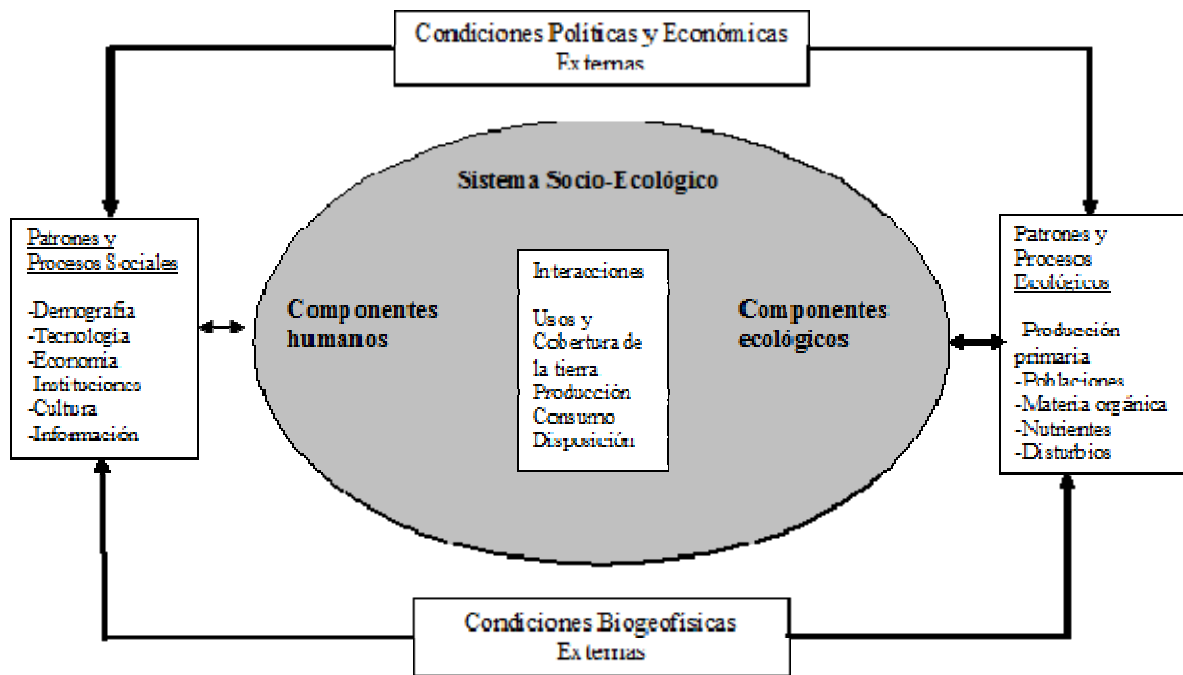 Condiciones Políticas y Económicas
Externas
Sistema Socio-Ecológico
Patrones y
Procesos Sociales
-Demografía
-Tecnología
-Economía
Instituciones
-Cultura
-Información
Componentes
humanos
Interacciones
Usos y
Cobertura de
la tierra
Producción
Consumo
Disposición
Componentes
ecológicos
Patrones y
Procesos
Ecológicos
Producción
primaria
-Poblaciones
-Materia orgánica
-Nutrientes
-Disturbios
Condiciones Biogeofísicas
Externas